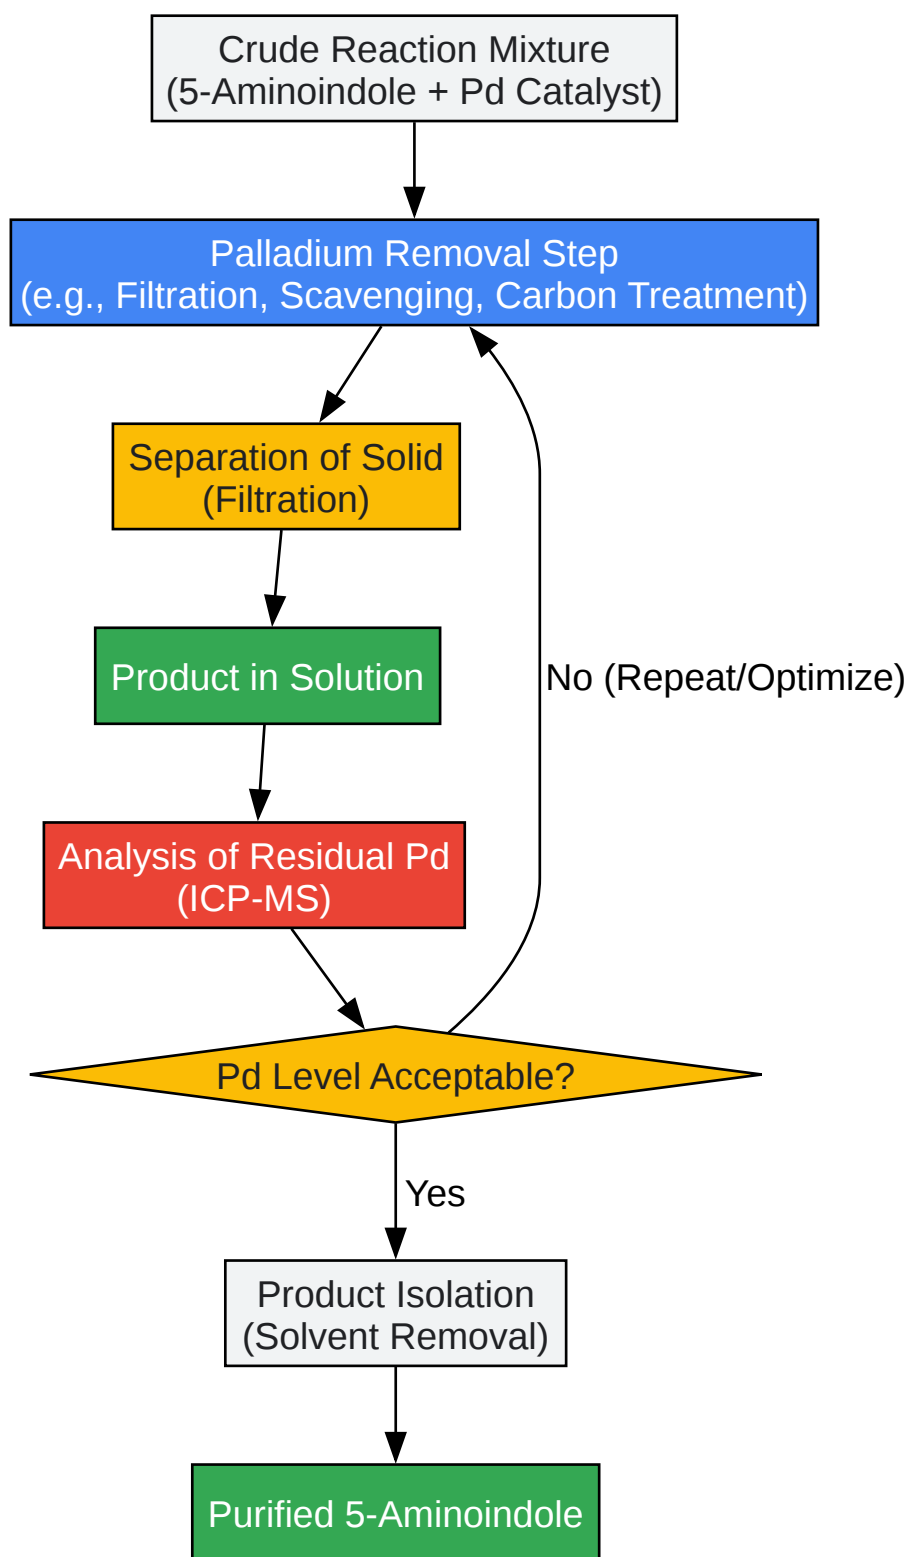 Crude Reaction Mixture
(5-Aminoindole + Pd Catalyst)
Palladium Removal Step
(e.g., Filtration, Scavenging, Carbon Treatment)
Separation of Solid
(Filtration)
Product in Solution
No (Repeat/Optimize)
Analysis of Residual Pd
(ICP-MS)
Pd Level Acceptable?
Yes
Product Isolation
(Solvent Removal)
Purified 5-Aminoindole